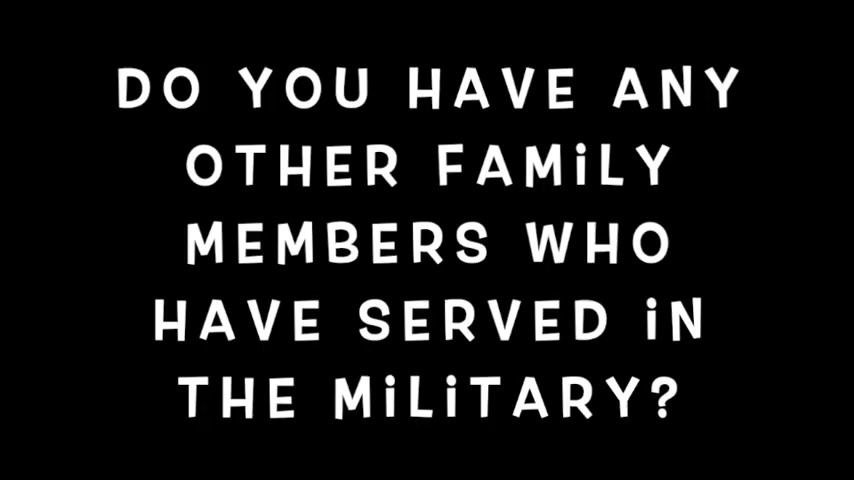 DO YOU HAVE ANY
OTHER FAMiLY
MEMBERS WHO
HAVE SERVED iN
THE MiLiTARY?